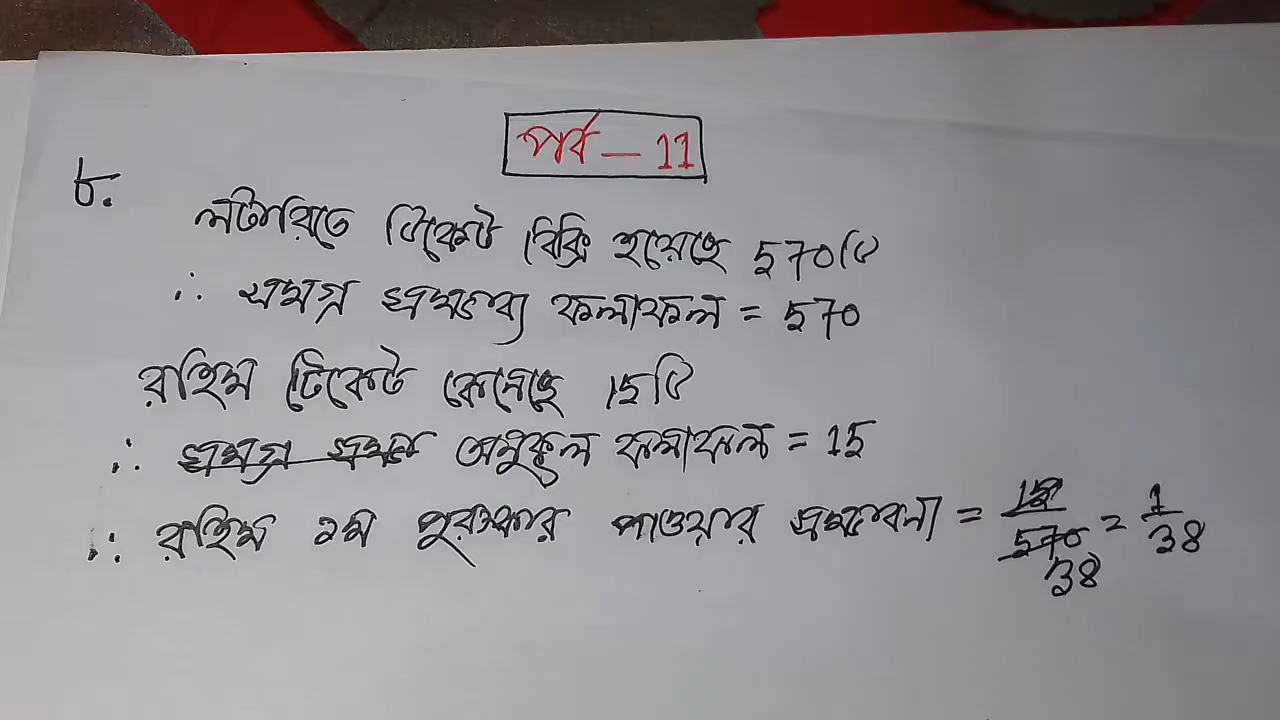 পর্ব — 11
৮.
লটারিতে টিকেট বিক্রি হয়েছে 570টি
∴ সমগ্র সম্ভাব্য ফলাফল = 570
রহিম টিকেট কেনেছে 15টি
∴ অনুকূল ফলাফল = 15
∴ রহিম ১ম পুরস্কার পাওয়ার সম্ভাবনা = 15/570 = 1/38
38